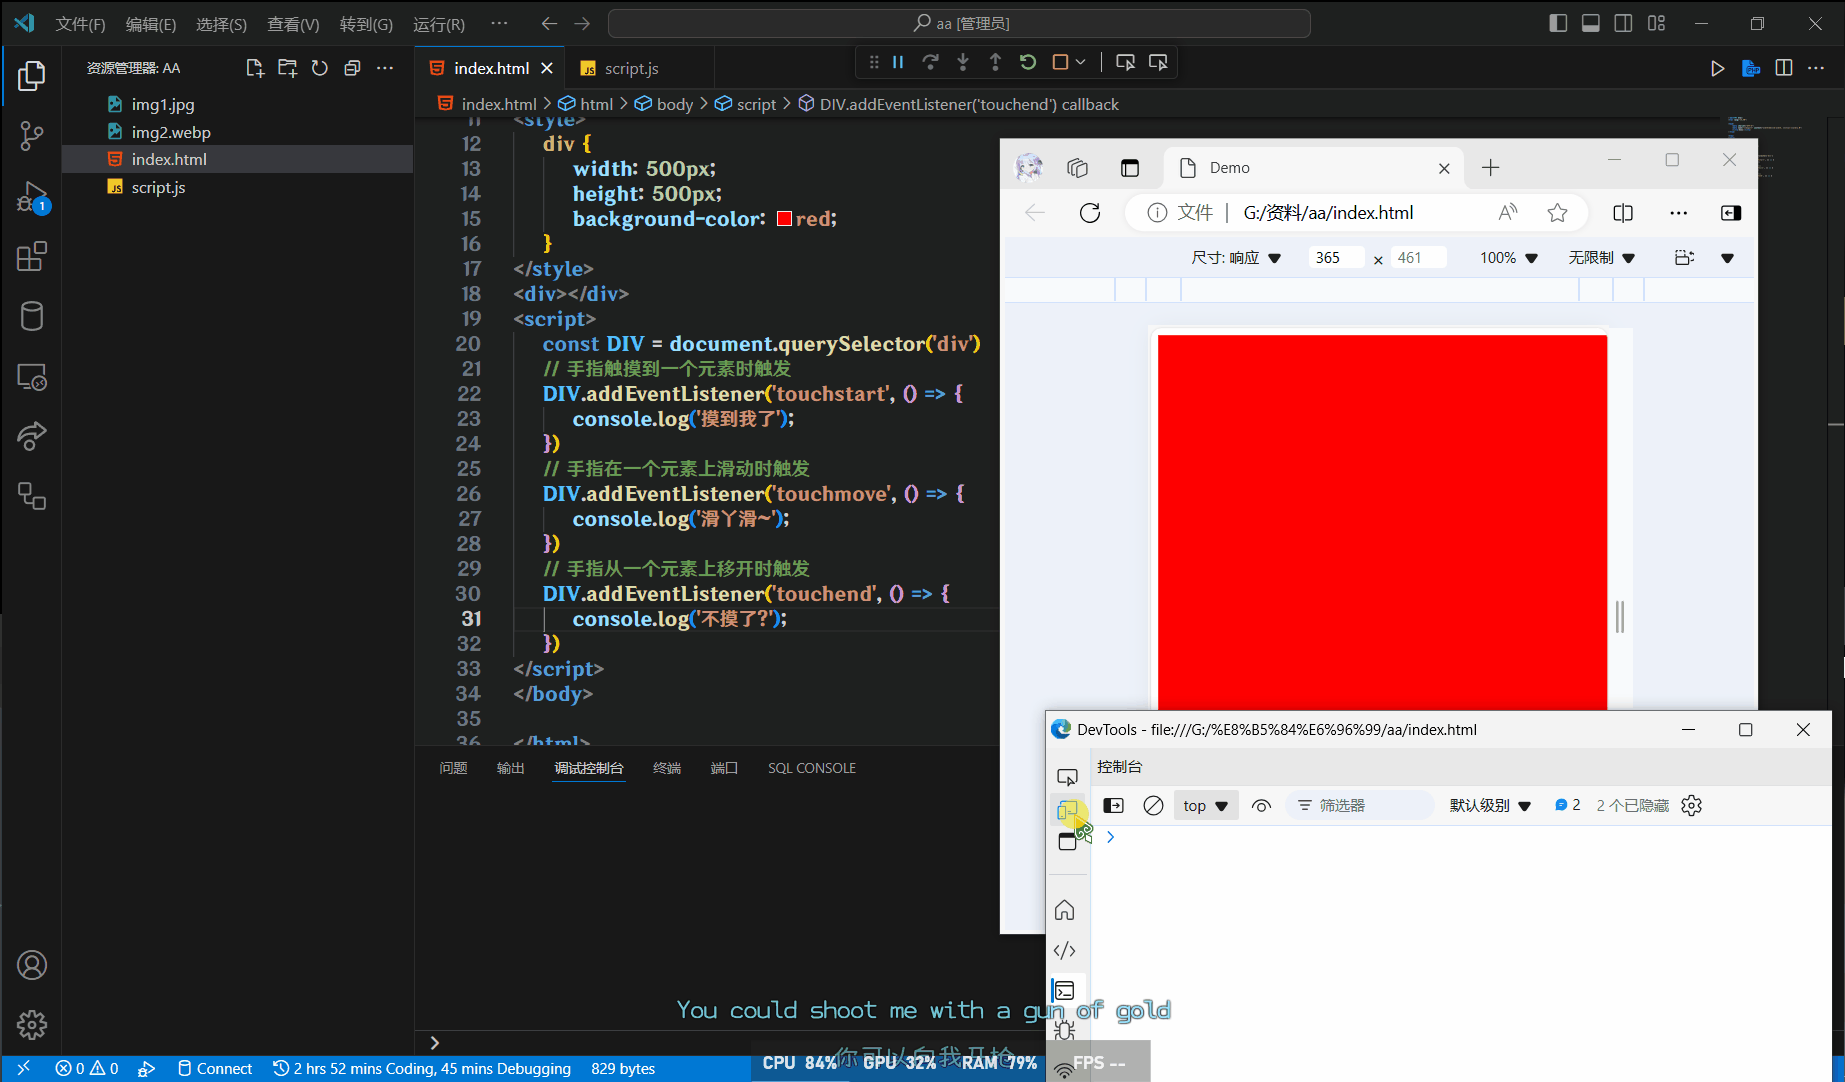 文件(F) 编辑(E) 选择(S) 查看(V) 转到(G) 运行(R) ··· aa [管理员]
资源管理器: AA
img1.jpg
img2.webp
index.html
script.js
index.html script.js
index.html > html > body > script > DIV.addEventListener('touchend') callback
11 <style>
12 div {
13 width: 500px;
14 height: 500px;
15 background-color: red;
16 }
17 </style>
18 <div></div>
19 <script>
20 const DIV = document.querySelector('div')
21 // 手指触摸到一个元素时触发
22 DIV.addEventListener('touchstart', () => {
23 console.log('摸到我了');
24 })
25 // 手指在一个元素上滑动时触发
26 DIV.addEventListener('touchmove', () => {
27 console.log('滑丫滑~');
28 })
29 // 手指从一个元素上移开时触发
30 DIV.addEventListener('touchend', () => {
31 console.log('不摸了?');
32 })
33 </script>
34 </body>
35
36 </html>
问题 输出 调试控制台 终端 端口 SQL CONSOLE
Demo
文件 | G:/资料/aa/index.html
尺寸: 响应 365 × 461 100% 无限制
DevTools - file:///G:/%E8%B5%84%E6%96%99/aa/index.html
控制台
top 筛选器 默认级别 2 2 个已隐藏
You could shoot me with a gun of gold
你可以向我开枪
1
0 0 Connect 2 hrs 52 mins Coding, 45 mins Debugging 829 bytes
CPU 84% GPU 32% RAM 79% FPS --